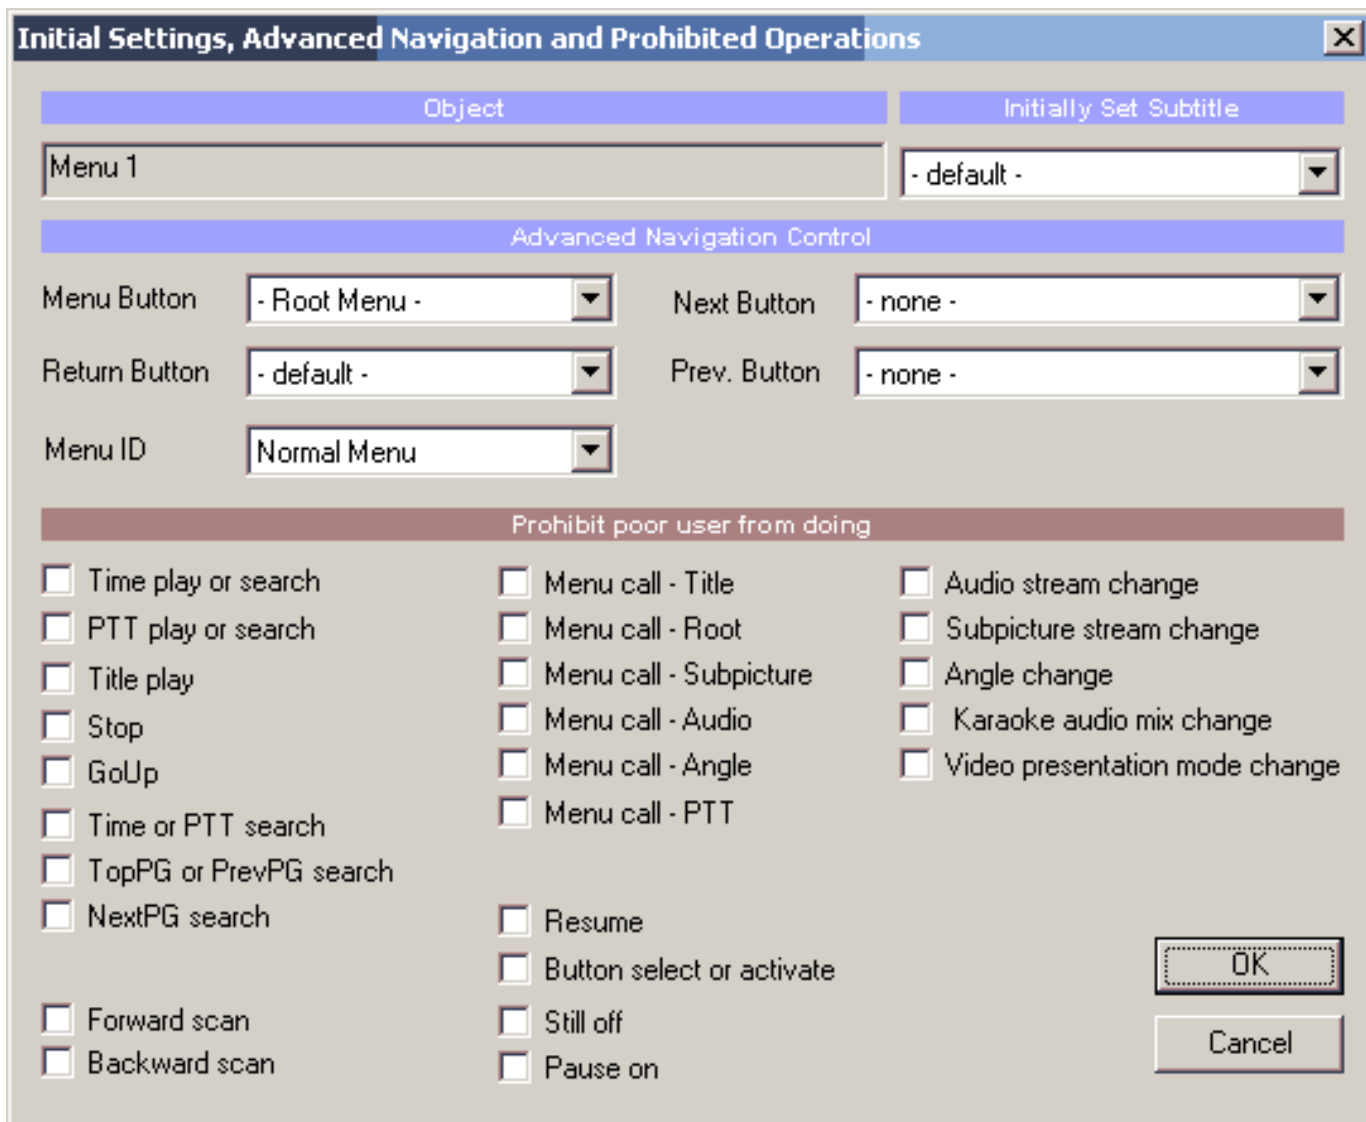 Initial Settings, Advanced Navigation and Prohibited Operations
Object
Initially Set Subtitle
Menu 1
- default -
Advanced Navigation Control
Menu Button
- Root Menu -
Next Button
- none -
Return Button
- default -
Prev. Button
- none -
Menu ID
Normal Menu
Prohibit poor user from doing
Time play or search
PTT play or search
Title play
Stop
GoUp
Time or PTT search
TopPG or PrevPG search
NextPG search
Forward scan
Backward scan
Menu call - Title
Menu call - Root
Menu call - Subpicture
Menu call - Audio
Menu call - Angle
Menu call - PTT
Resume
Button select or activate
Still off
Pause on
Audio stream change
Subpicture stream change
Angle change
Karaoke audio mix change
Video presentation mode change
OK
Cancel